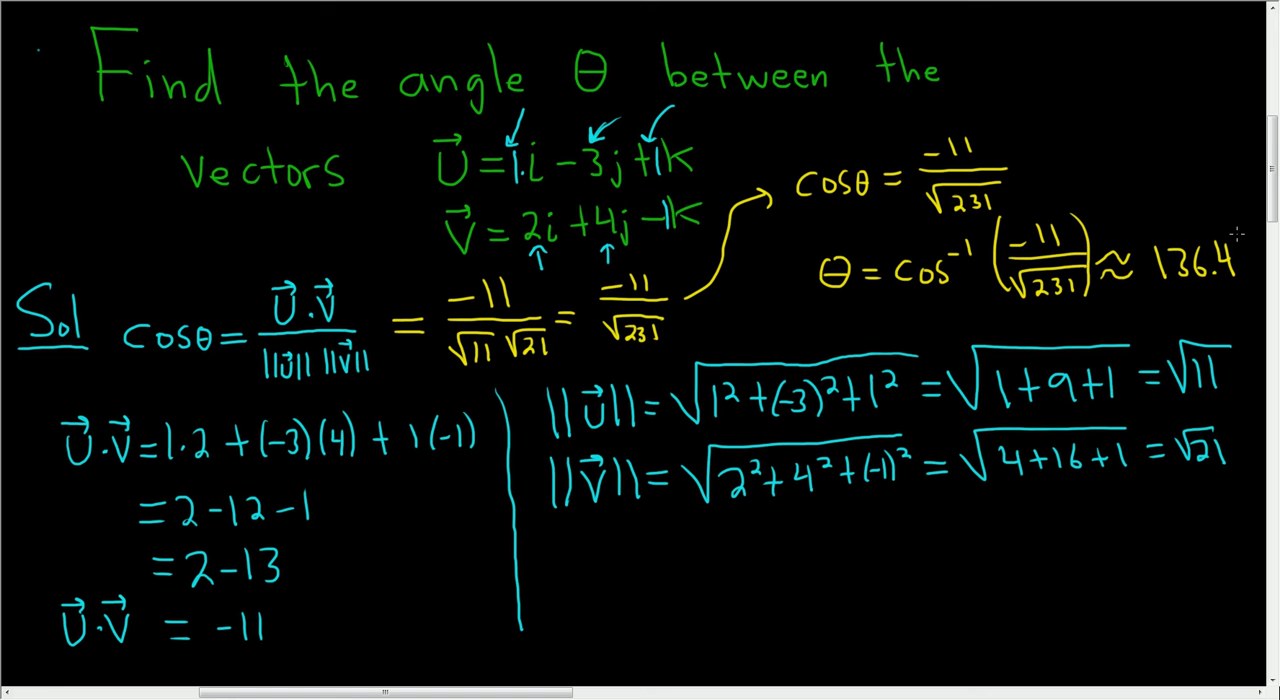 Find the angle θ between the
vectors U⃗ = 1·i − 3j + 1k
V⃗ = 2i + 4j − 1k
Sol cosθ = U⃗·V⃗ / ||U⃗|| ||V⃗|| = −11 / √11 √21 = −11 / √231
cosθ = −11 / √231
θ = cos⁻¹(−11 / √231) ≈ 136.4
U⃗·V⃗ = 1·2 + (−3)(4) + 1(−1)
= 2 − 12 − 1
= 2 − 13
U⃗·V⃗ = −11
||U⃗|| = √(1² + (−3)² + 1²) = √(1 + 9 + 1) = √11
||V⃗|| = √(2² + 4² + (−1)²) = √(4 + 16 + 1) = √21